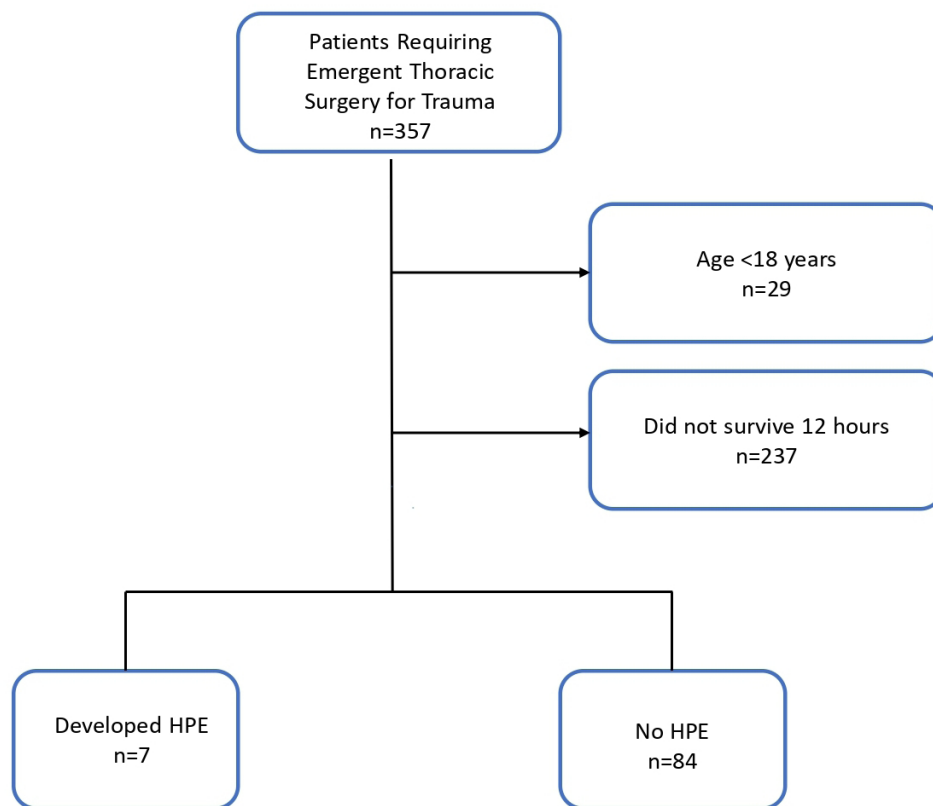 Patients Requiring
Emergent Thoracic
Surgery for Trauma
n=357
Age <18 years
n=29
Did not survive 12 hours
n=237
Developed HPE
n=7
No HPE
n=84